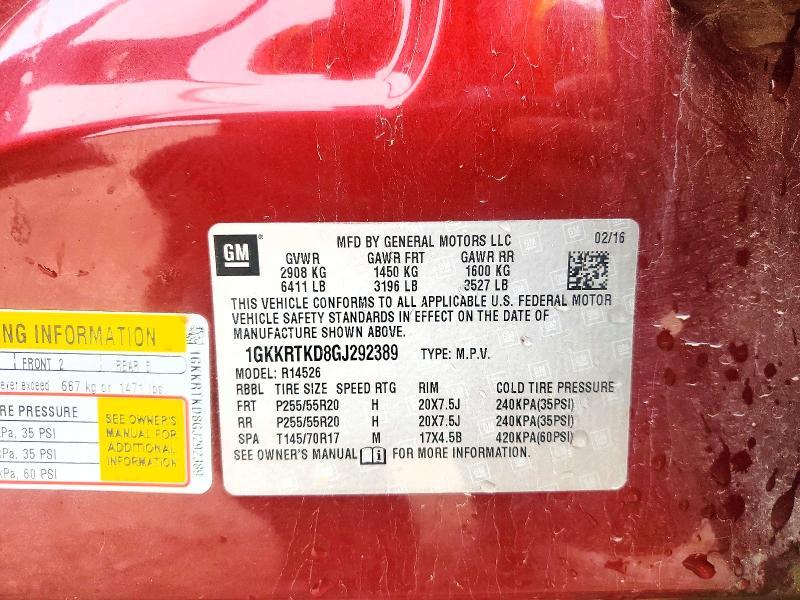 GM
MFD BY GENERAL MOTORS LLC 02/16
GVWR GAWR FRT GAWR RR
2908 KG 1450 KG 1600 KG
6411 LB 3196 LB 3527 LB
THIS VEHICLE CONFORMS TO ALL APPLICABLE U.S. FEDERAL MOTOR
VEHICLE SAFETY STANDARDS IN EFFECT ON THE DATE OF
MANUFACTURE SHOWN ABOVE.
1GKKRTKD8GJ292389 TYPE: M.P.V.
MODEL: R14526
RBBL TIRE SIZE SPEED RTG RIM COLD TIRE PRESSURE
FRT P255/55R20 H 20X7.5J 240KPA(35PSI)
RR P255/55R20 H 20X7.5J 240KPA(35PSI)
SPA T145/70R17 M 17X4.5B 420KPA(60PSI)
SEE OWNER'S MANUAL FOR MORE INFORMATION.
NG INFORMATION
FRONT 2 REAR 5
ever exceed 667 kg or 1471 lbs
RE PRESSURE
Pa, 35 PSI
Pa, 35 PSI
kPa, 60 PSI
SEE OWNER'S
MANUAL FOR
ADDITIONAL
INFORMATION
1GKKRTKD8GJ292389